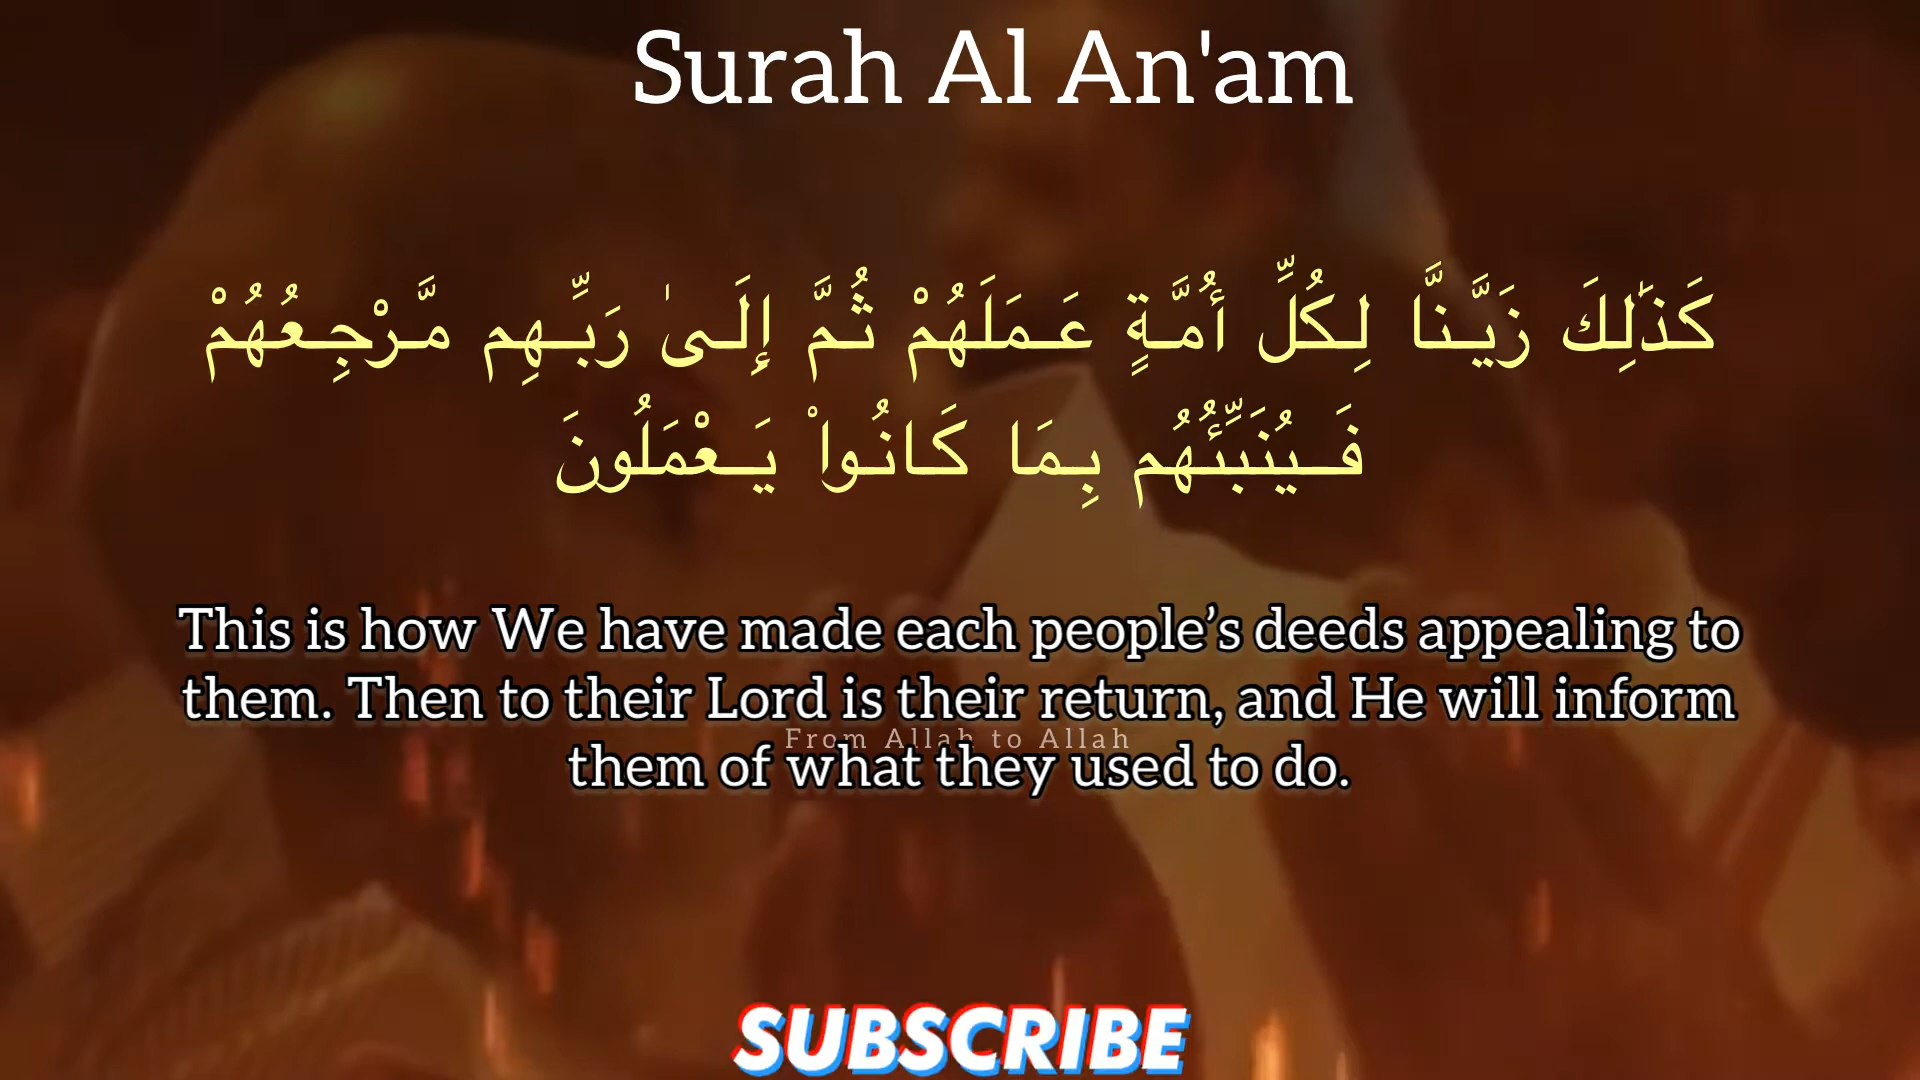 Surah Al An'am
كَذَٰلِكَ زَيَّنَّا لِكُلِّ أُمَّةٍ عَمَلَهُمْ ثُمَّ إِلَىٰ رَبِّهِم مَّرْجِعُهُمْ
فَيُنَبِّئُهُم بِمَا كَانُوا۟ يَعْمَلُونَ
This is how We have made each people’s deeds appealing to
them. Then to their Lord is their return, and He will inform
From Allah to Allah
them of what they used to do.
SUBSCRIBE